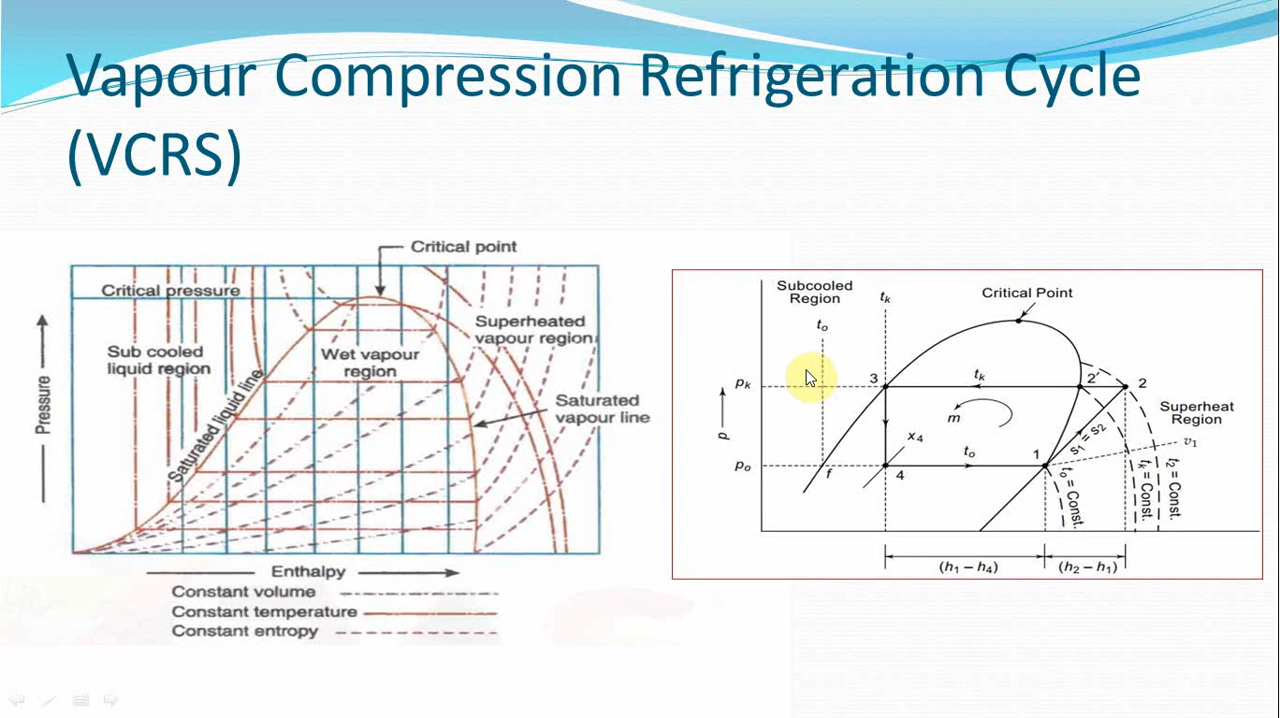 Vapour Compression Refrigeration Cycle
(VCRS)
Critical point
Critical pressure
Sub cooled
liquid region
Saturated liquid line
Wet vapour
region
Superheated
vapour region
Saturated
vapour line
Pressure
Enthalpy
Constant volume
Constant temperature
Constant entropy
Subcooled
Region
tk
to
Critical Point
pk
3
tk
2'
2
m
Superheat
Region
p
x4
s1 = s2
v1
po
f
4
to
1
to = Const.
tk = Const.
t2 = Const.
(h1 – h4)
(h2 – h1)